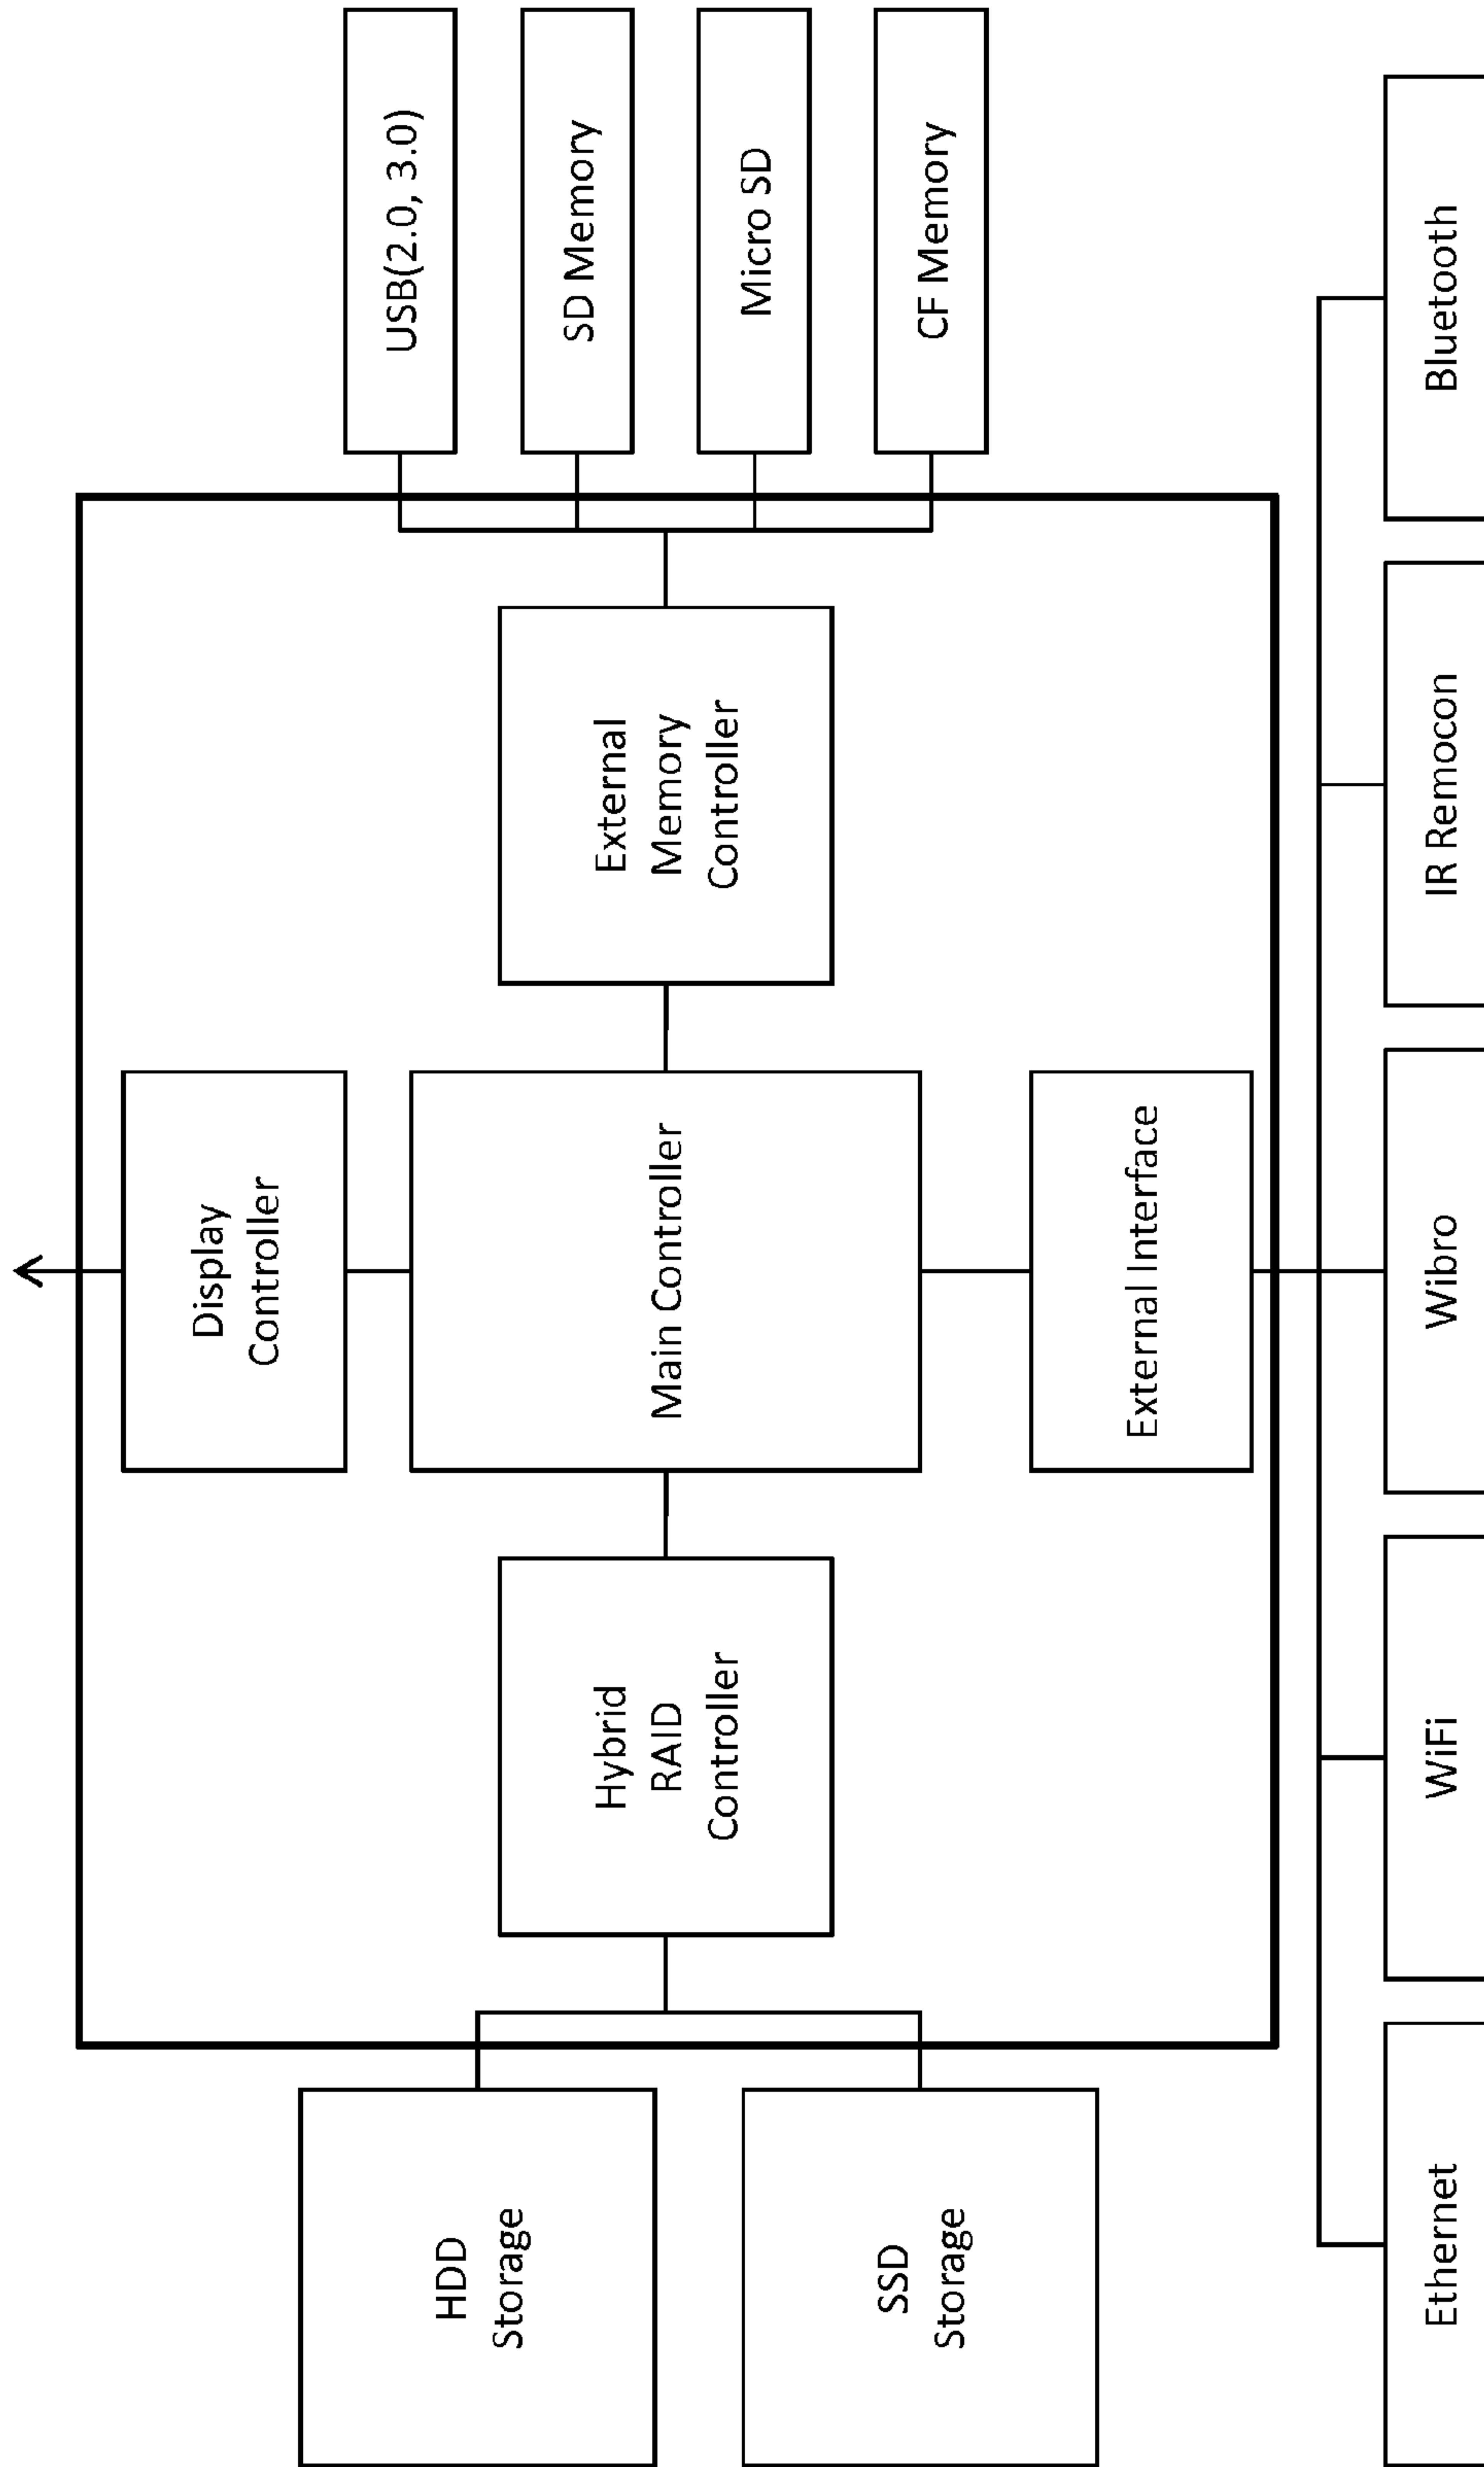 Display
Controller
HDD
Storage
SSD
Storage
Hybrid
RAID
Controller
Main Controller
External
Memory
Controller
USB(2.0, 3.0)
SD Memory
Micro SD
CF Memory
External Interface
Ethernet
WiFi
Wibro
IR Remocon
Bluetooth